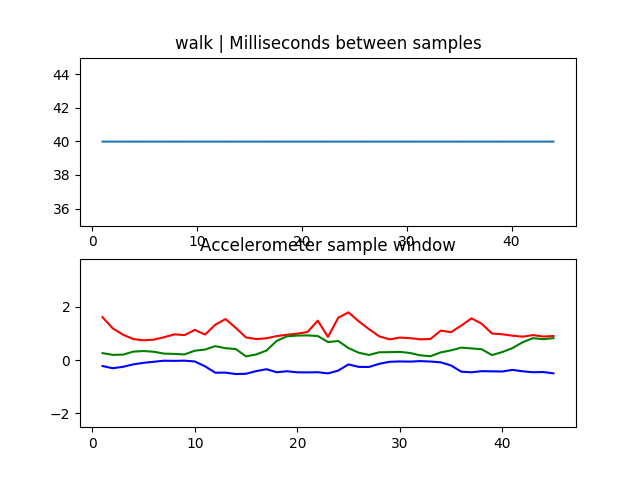 walk | Milliseconds between samples
44
42
40
38
36
0 10 20 30 40
Accelerometer sample window
2
0
−2
0 10 20 30 40